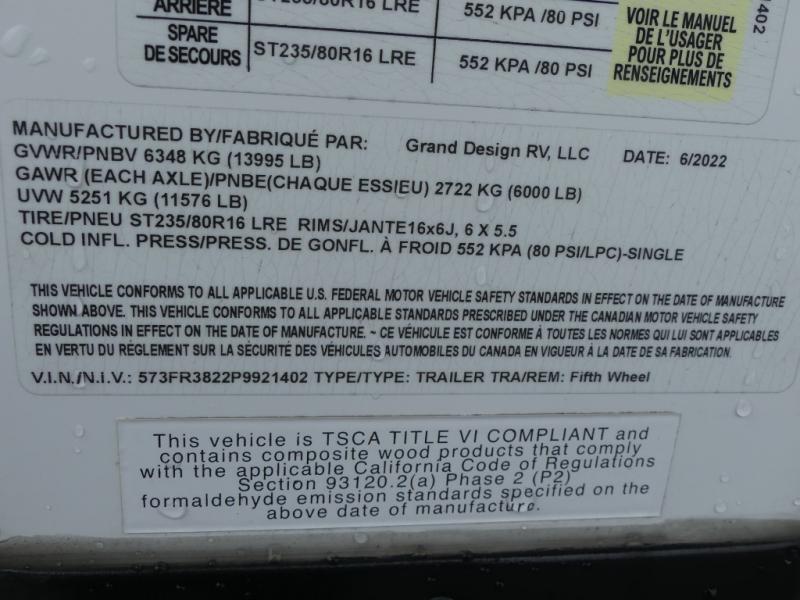 ARRIÈRE ST235/80R16 LRE 552 KPA /80 PSI
SPARE
DE SECOURS ST235/80R16 LRE 552 KPA /80 PSI
VOIR LE MANUEL
DE L'USAGER
POUR PLUS DE
RENSEIGNEMENTS
1402
MANUFACTURED BY/FABRIQUÉ PAR: Grand Design RV, LLC DATE: 6/2022
GVWR/PNBV 6348 KG (13995 LB)
GAWR (EACH AXLE)/PNBE(CHAQUE ESSIEU) 2722 KG (6000 LB)
UVW 5251 KG (11576 LB)
TIRE/PNEU ST235/80R16 LRE RIMS/JANTE16x6J, 6 X 5.5
COLD INFL. PRESS/PRESS. DE GONFL. À FROID 552 KPA (80 PSI/LPC)-SINGLE
THIS VEHICLE CONFORMS TO ALL APPLICABLE U.S. FEDERAL MOTOR VEHICLE SAFETY STANDARDS IN EFFECT ON THE DATE OF MANUFACTURE
SHOWN ABOVE. THIS VEHICLE CONFORMS TO ALL APPLICABLE STANDARDS PRESCRIBED UNDER THE CANADIAN MOTOR VEHICLE SAFETY
REGULATIONS IN EFFECT ON THE DATE OF MANUFACTURE. ~ CE VÉHICULE EST CONFORME À TOUTES LES NORMES QUI LUI SONT APPLICABLES
EN VERTU DU RÈGLEMENT SUR LA SÉCURITÉ DES VÉHICULES AUTOMOBILES DU CANADA EN VIGUEUR À LA DATE DE SA FABRICATION.
V.I.N./N.I.V.: 573FR3822P9921402 TYPE/TYPE: TRAILER TRA/REM: Fifth Wheel
This vehicle is TSCA TITLE VI COMPLIANT and
contains composite wood products that comply
with the applicable California Code of Regulations
Section 93120.2(a) Phase 2 (P2)
formaldehyde emission standards specified on the
above date of manufacture.